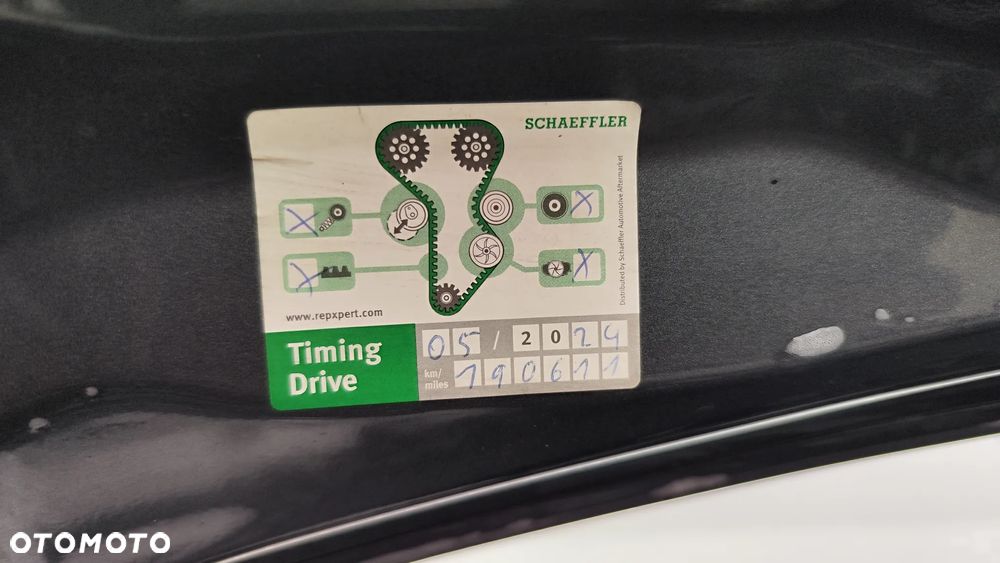 SCHAEFFLER
X
X
X
X
Distributed by Schaeffler Automotive Aftermarket
www.repxpert.com
Timing
Drive
05 / 2024
km/
miles
190611
OTOMOTO